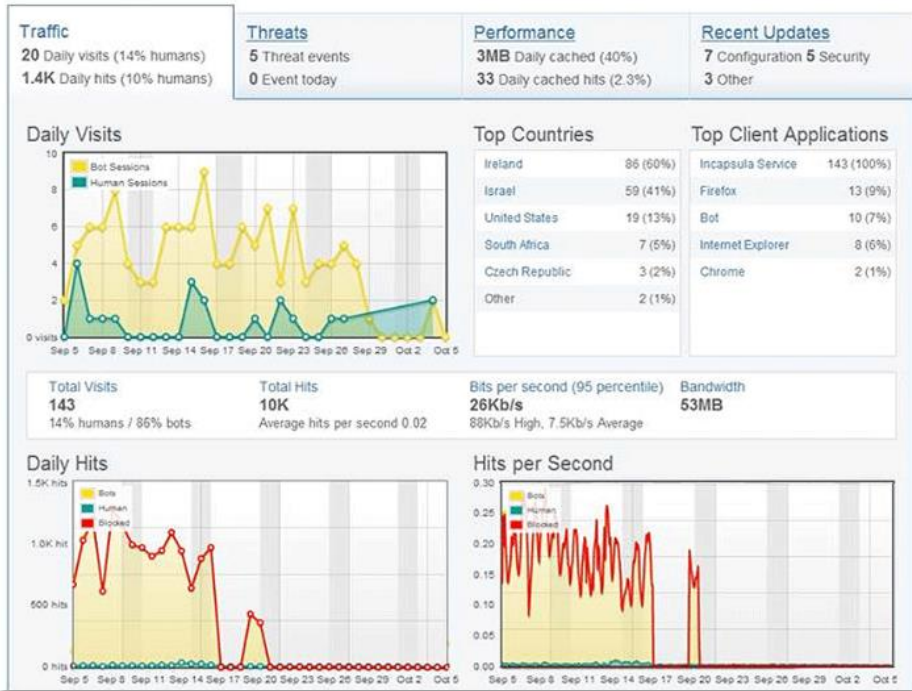 Traffic
20 Daily visits (14% humans)
1.4K Daily hits (10% humans)
Threats
5 Threat events
0 Event today
Performance
3MB Daily cached (40%)
33 Daily cached hits (2.3%)
Recent Updates
7 Configuration 5 Security
3 Other
Daily Visits
10
8
6
4
2
0 visits
Bot Sessions
Human Sessions
Sep 5 Sep 8 Sep 11 Sep 14 Sep 17 Sep 20 Sep 23 Sep 26 Sep 29 Oct 2 Oct 5
Top Countries
Ireland 86 (60%)
Israel 59 (41%)
United States 19 (13%)
South Africa 7 (5%)
Czech Republic 3 (2%)
Other 2 (1%)
Top Client Applications
Incapsula Service 143 (100%)
Firefox 13 (9%)
Bot 10 (7%)
Internet Explorer 8 (6%)
Chrome 2 (1%)
Total Visits
143
14% humans / 86% bots
Total Hits
10K
Average hits per second 0.02
Bits per second (95 percentile)
26Kb/s
88Kb/s High, 7.5Kb/s Average
Bandwidth
53MB
Daily Hits
1.5K hits
1.0K hit
500 hits
0 hits
Bots
Human
Blocked
Sep 5 Sep 8 Sep 11 Sep 14 Sep 17 Sep 20 Sep 23 Sep 26 Sep 29 Oct 2 Oct 5
Hits per Second
0.30
0.25
0.20
0.15
0.10
0.05
0.00
Bots
Human
Blocked
Sep 5 Sep 8 Sep 11 Sep 14 Sep 17 Sep 20 Sep 23 Sep 26 Sep 29 Oct 2 Oct 5